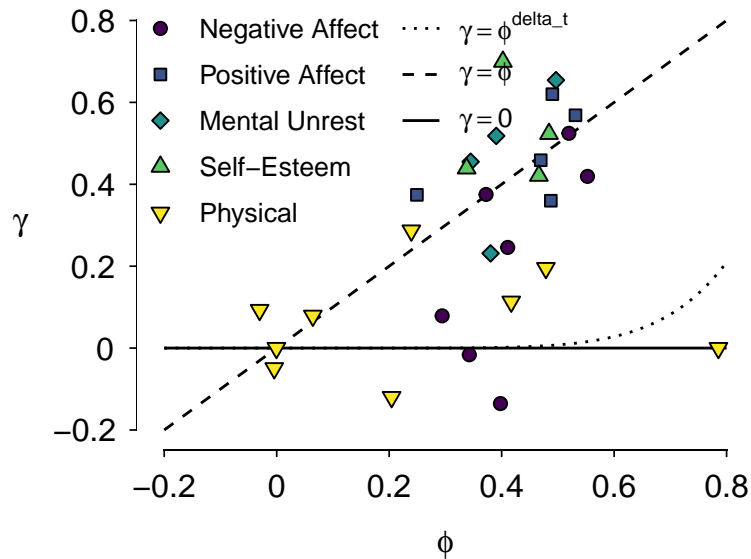 0.8
0.6
0.4
0.2
0
−0.2
γ
Negative Affect
Positive Affect
Mental Unrest
Self−Esteem
Physical
γ = ϕ^delta_t
γ = ϕ
γ = 0
−0.2 0 0.2 0.4 0.6 0.8
ϕ